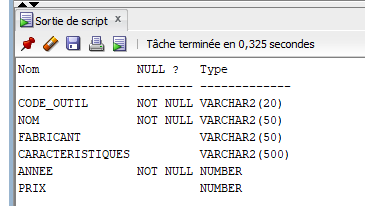 Sortie de script x
Tâche terminée en 0,325 secondes
Nom NULL ? Type
--------------- -------- -------------
CODE_OUTIL NOT NULL VARCHAR2(20)
NOM NOT NULL VARCHAR2(50)
FABRICANT VARCHAR2(50)
CARACTERISTIQUES VARCHAR2(500)
ANNEE NOT NULL NUMBER
PRIX NUMBER